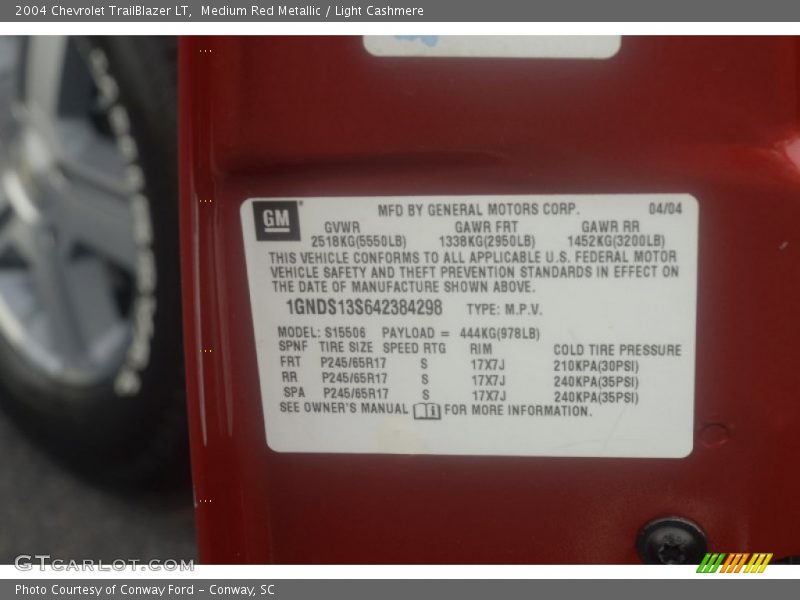 2004 Chevrolet TrailBlazer LT, Medium Red Metallic / Light Cashmere
GM
MFD BY GENERAL MOTORS CORP. 04/04
GVWR GAWR FRT GAWR RR
2518KG(5550LB) 1338KG(2950LB) 1452KG(3200LB)
THIS VEHICLE CONFORMS TO ALL APPLICABLE U.S. FEDERAL MOTOR
VEHICLE SAFETY AND THEFT PREVENTION STANDARDS IN EFFECT ON
THE DATE OF MANUFACTURE SHOWN ABOVE.
1GNDS13S642384298 TYPE: M.P.V.
MODEL: S15506 PAYLOAD = 444KG(978LB)
SPNF TIRE SIZE SPEED RTG RIM COLD TIRE PRESSURE
FRT P245/65R17 S 17X7J 210KPA(30PSI)
RR P245/65R17 S 17X7J 240KPA(35PSI)
SPA P245/65R17 S 17X7J 240KPA(35PSI)
SEE OWNER'S MANUAL FOR MORE INFORMATION.
GTcarlot.com
Photo Courtesy of Conway Ford - Conway, SC